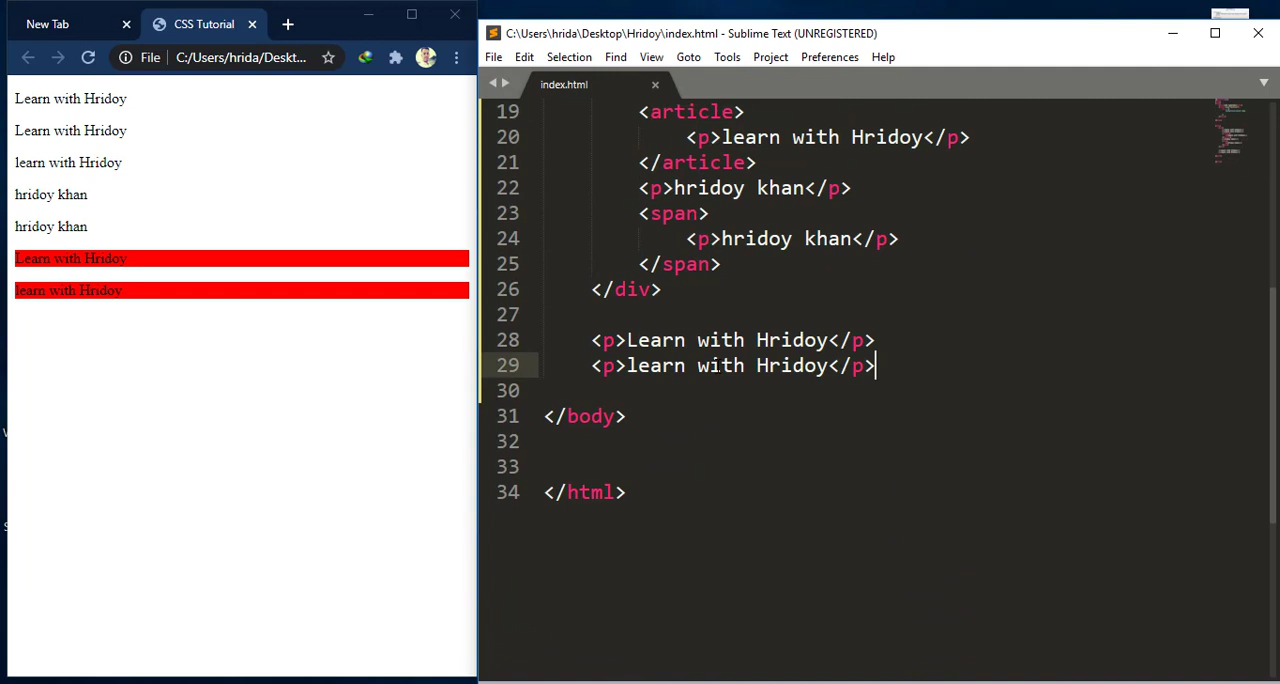 New Tab
CSS Tutorial
File
C:/Users/hrida/Deskt...
Learn with Hridoy
Learn with Hridoy
learn with Hridoy
hridoy khan
hridoy khan
Learn with Hridoy
learn with Hridoy
C:\Users\hrida\Desktop\Hridoy\index.html - Sublime Text (UNREGISTERED)
File Edit Selection Find View Goto Tools Project Preferences Help
index.html
19 <article>
20 <p>learn with Hridoy</p>
21 </article>
22 <p>hridoy khan</p>
23 <span>
24 <p>hridoy khan</p>
25 </span>
26 </div>
27
28 <p>Learn with Hridoy</p>
29 <p>learn with Hridoy</p>
30
31 </body>
32
33
34 </html>